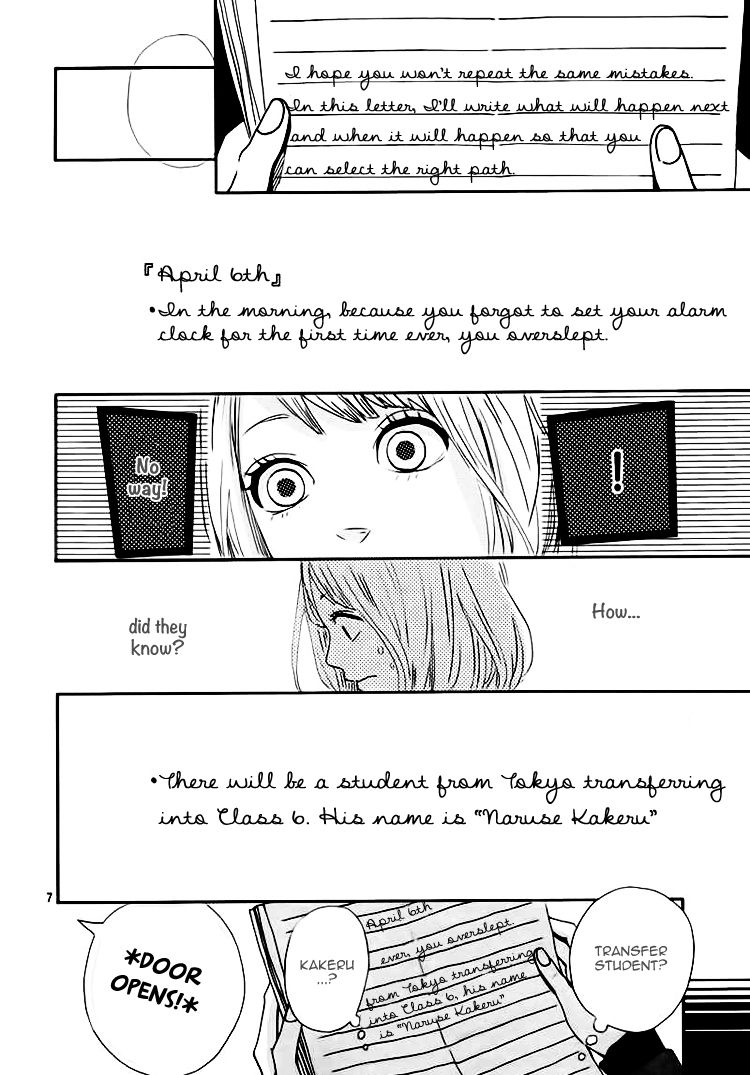 I hope you won't repeat the same mistakes.
In this letter, I'll write what will happen next
and when it will happen so that you
can select the right path.
『April 6th』
•In the morning, because you forgot to set your alarm
clock for the first time ever, you overslept.
!
No
way!
How...
did they
know?
•There will be a student from Tokyo transferring
into Class 6. His name is "Naruse Kakeru"
7
TRANSFER
STUDENT?
KAKERU
...?
April 6th
ever, you overslept.
from Tokyo transferring
into Class 6, his name
is "Naruse Kakeru"
*DOOR
OPENS!*